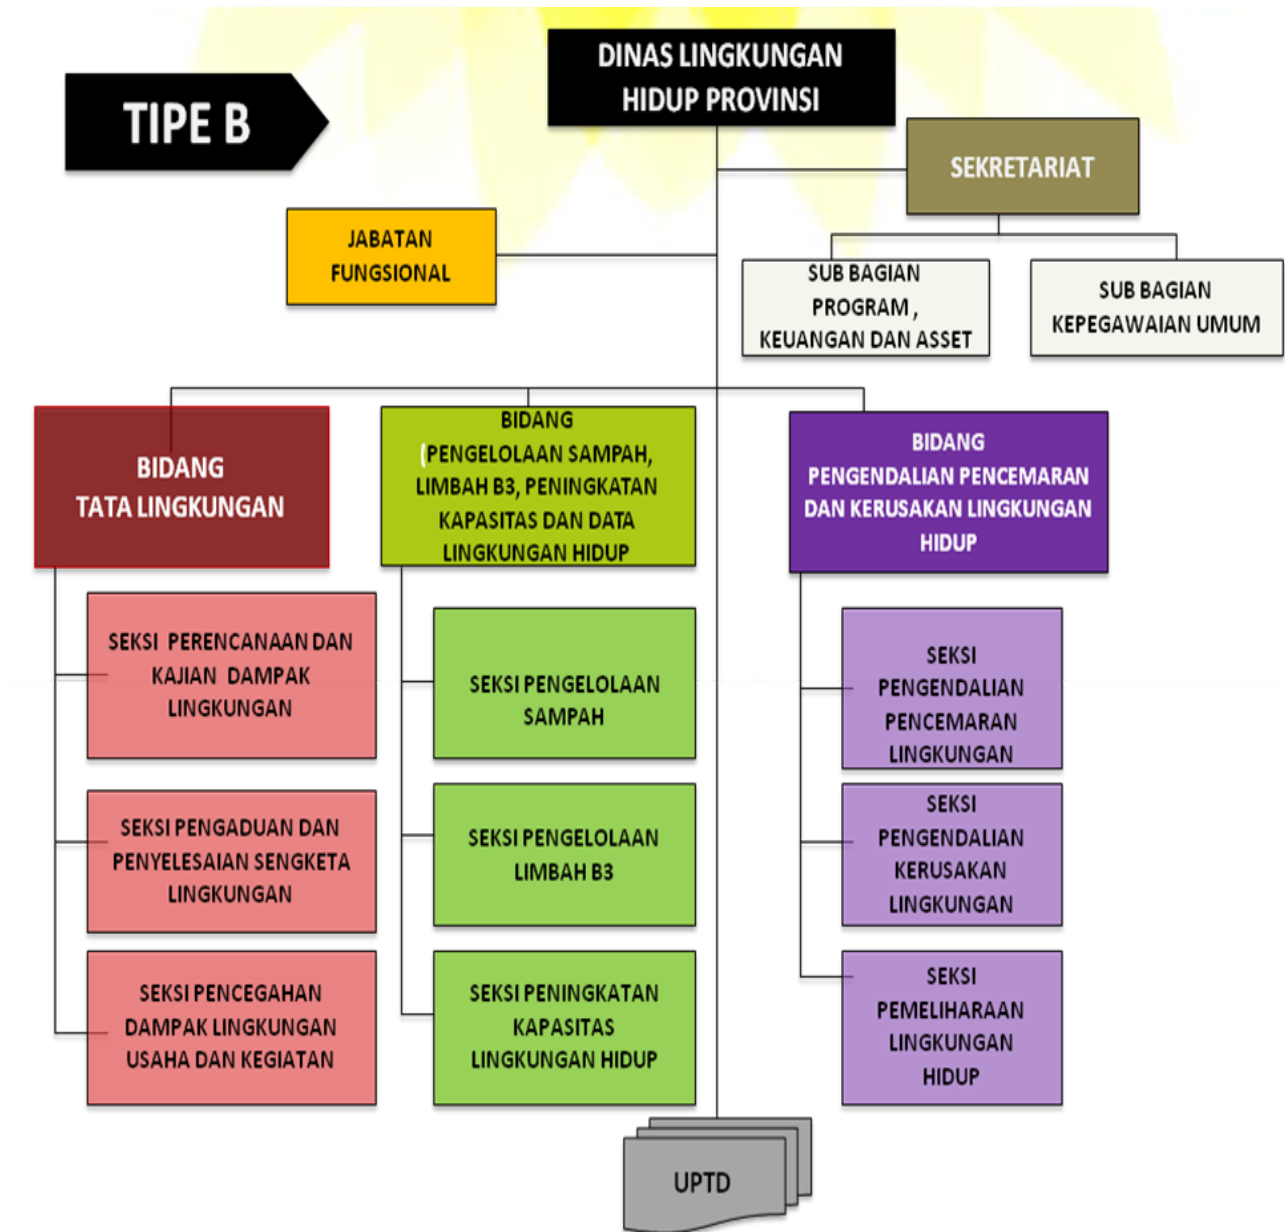 DINAS LINGKUNGAN
HIDUP PROVINSI
TIPE B
SEKRETARIAT
JABATAN
FUNGSIONAL
SUB BAGIAN
PROGRAM ,
KEUANGAN DAN ASSET
SUB BAGIAN
KEPEGAWAIAN UMUM
BIDANG
TATA LINGKUNGAN
BIDANG
(PENGELOLAAN SAMPAH,
LIMBAH B3, PENINGKATAN
KAPASITAS DAN DATA
LINGKUNGAN HIDUP
BIDANG
PENGENDALIAN PENCEMARAN
DAN KERUSAKAN LINGKUNGAN
HIDUP
SEKSI PERENCANAAN DAN
KAJIAN DAMPAK
LINGKUNGAN
SEKSI PENGADUAN DAN
PENYELESAIAN SENGKETA
LINGKUNGAN
SEKSI PENCEGAHAN
DAMPAK LINGKUNGAN
USAHA DAN KEGIATAN
SEKSI PENGELOLAAN
SAMPAH
SEKSI PENGELOLAAN
LIMBAH B3
SEKSI PENINGKATAN
KAPASITAS
LINGKUNGAN HIDUP
SEKSI
PENGENDALIAN
PENCEMARAN
LINGKUNGAN
SEKSI
PENGENDALIAN
KERUSAKAN
LINGKUNGAN
SEKSI
PEMELIHARAAN
LINGKUNGAN
HIDUP
UPTD